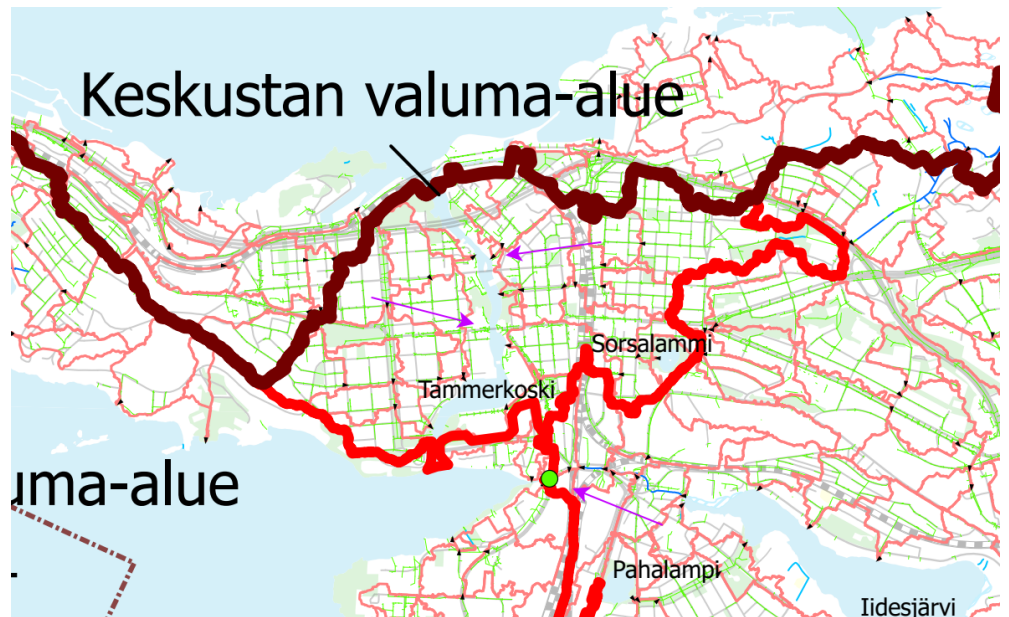 Keskustan valuma-alue
Sorsalammi
Tammerkoski
uma-alue
Pahalampi
Iidesjärvi